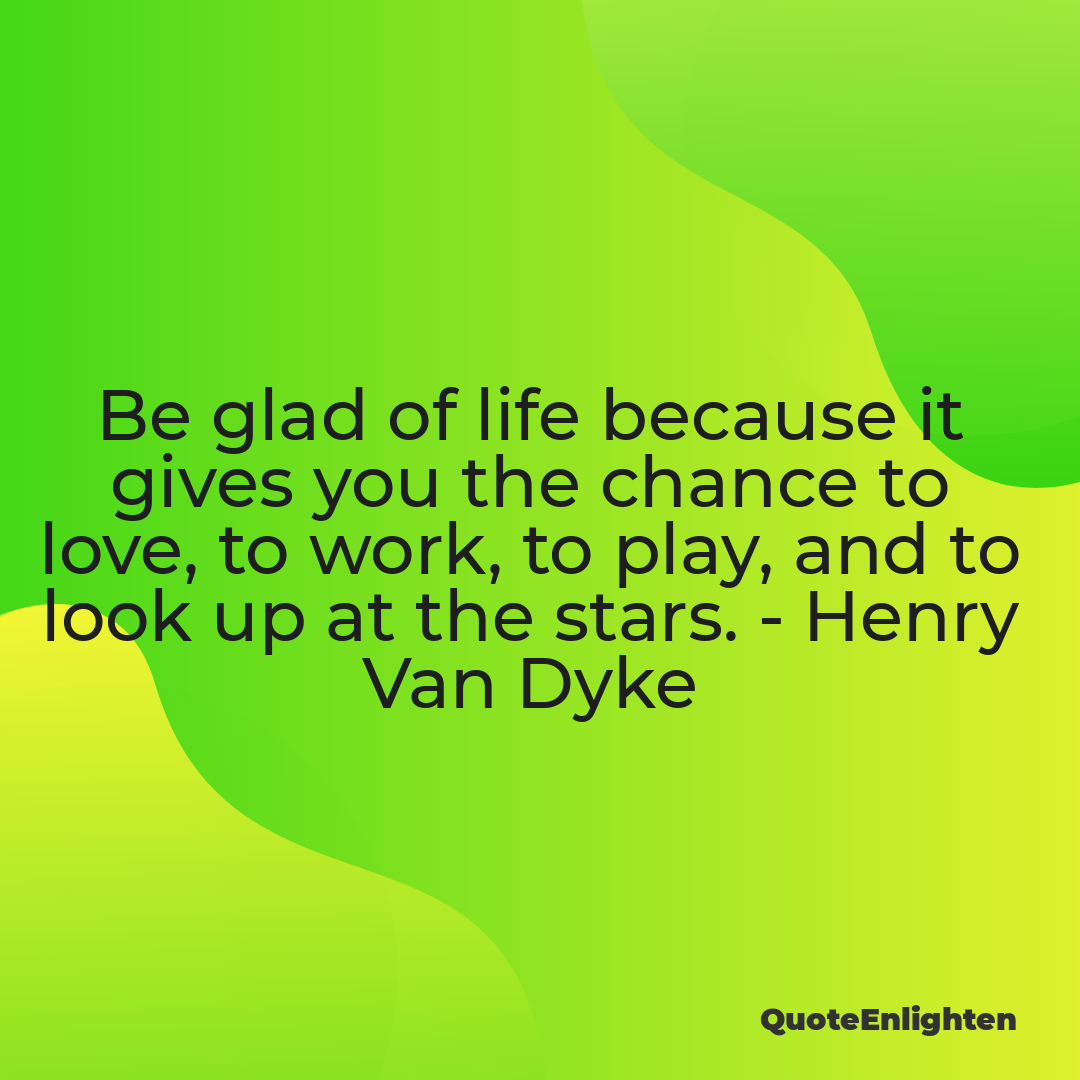 Be glad of life because it
gives you the chance to
love, to work, to play, and to
look up at the stars. - Henry
Van Dyke
QuoteEnlighten